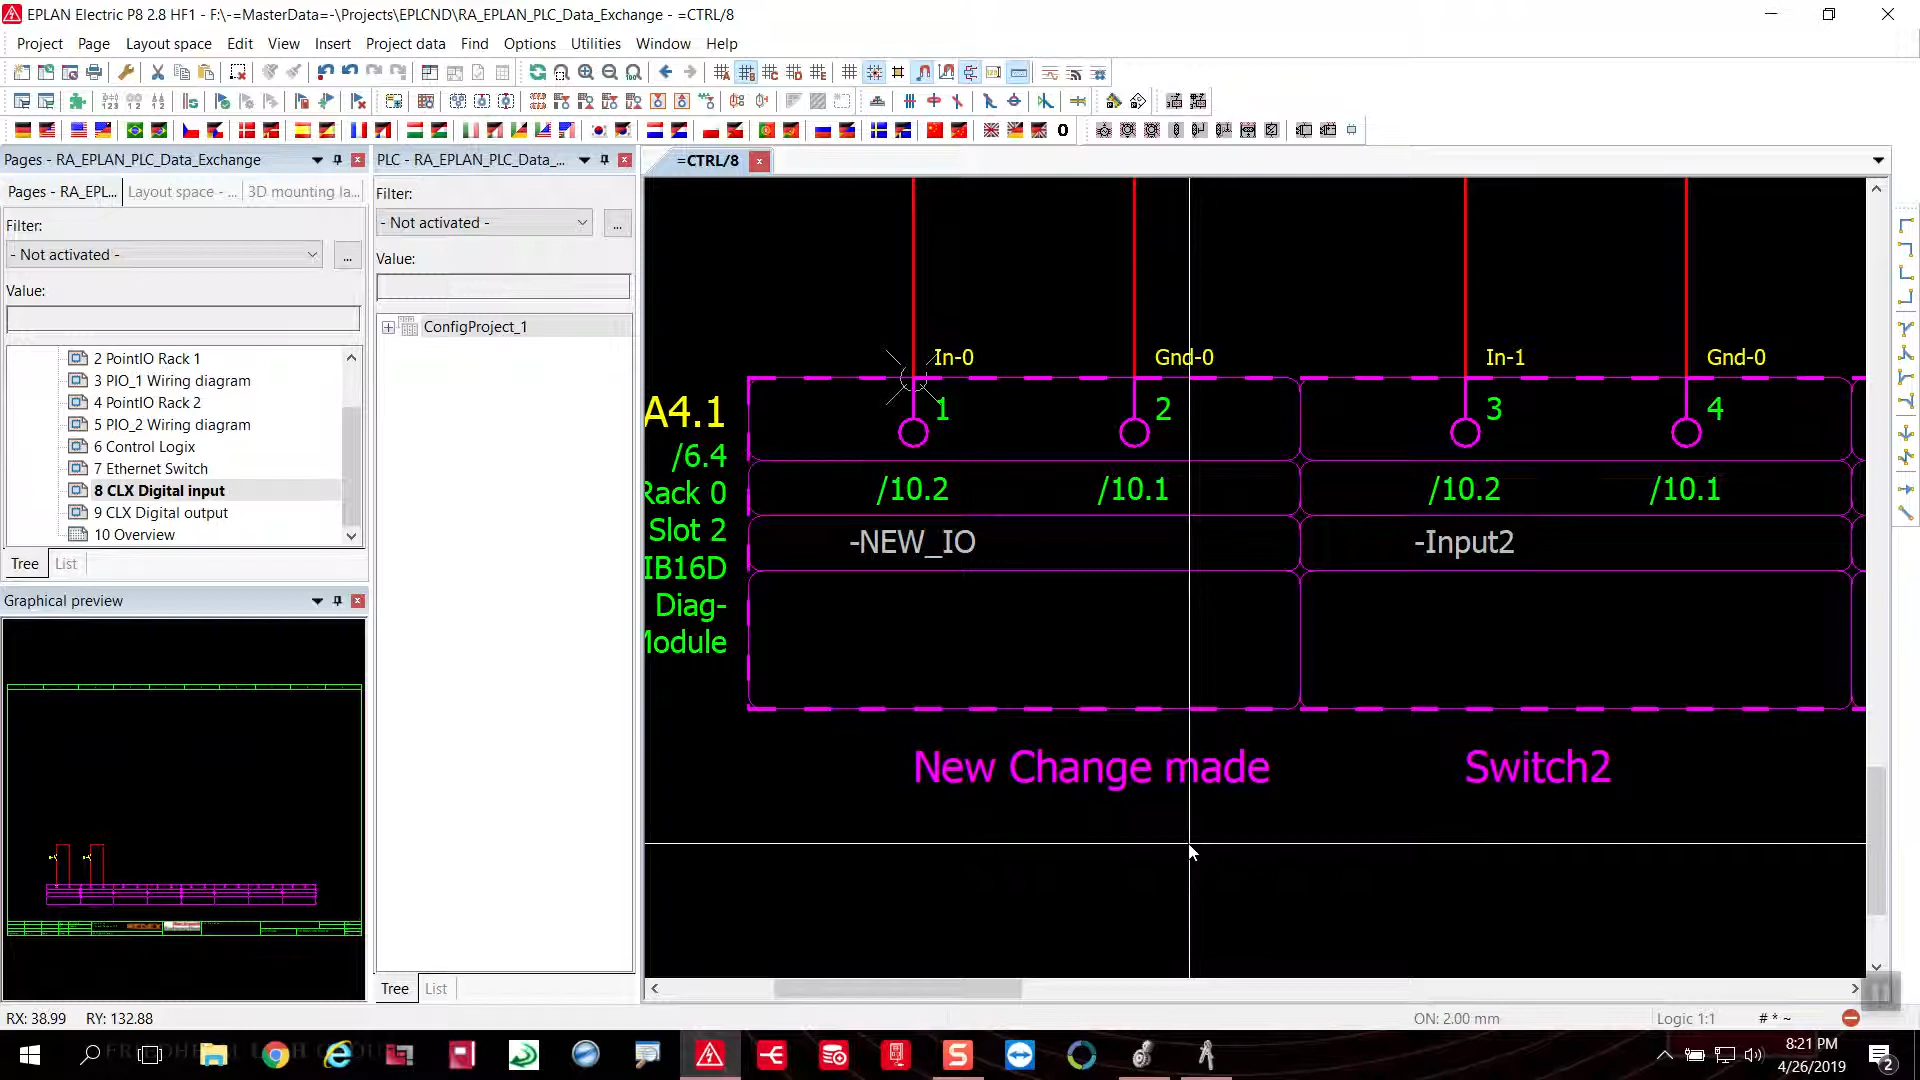 EPLAN Electric P8 2.8 HF1 - F:\-=MasterData=-\Projects\EPLCND\RA_EPLAN_PLC_Data_Exchange - =CTRL/8
Project Page Layout space Edit View Insert Project data Find Options Utilities Window Help
Pages - RA_EPLAN_PLC_Data_Exchange
PLC - RA_EPLAN_PLC_Data_...
=CTRL/8
Pages - RA_EPL... Layout space - ... 3D mounting la...
Filter:
- Not activated -
...
Value:
2 PointIO Rack 1
3 PIO_1 Wiring diagram
4 PointIO Rack 2
5 PIO_2 Wiring diagram
6 Control Logix
7 Ethernet Switch
8 CLX Digital input
9 CLX Digital output
10 Overview
Tree List
Graphical preview
Filter:
- Not activated -
...
Value:
ConfigProject_1
Tree List
In-0 Gnd-0 In-1 Gnd-0
1 2 3 4
A4.1
/6.4
Rack 0
Slot 2
IB16D
Diag-
Module
/10.2 /10.1 /10.2 /10.1
-NEW_IO -Input2
New Change made Switch2
RX: 38.99 RY: 132.88
ON: 2.00 mm
Logic 1:1
# * ~
8:21 PM
4/26/2019
2